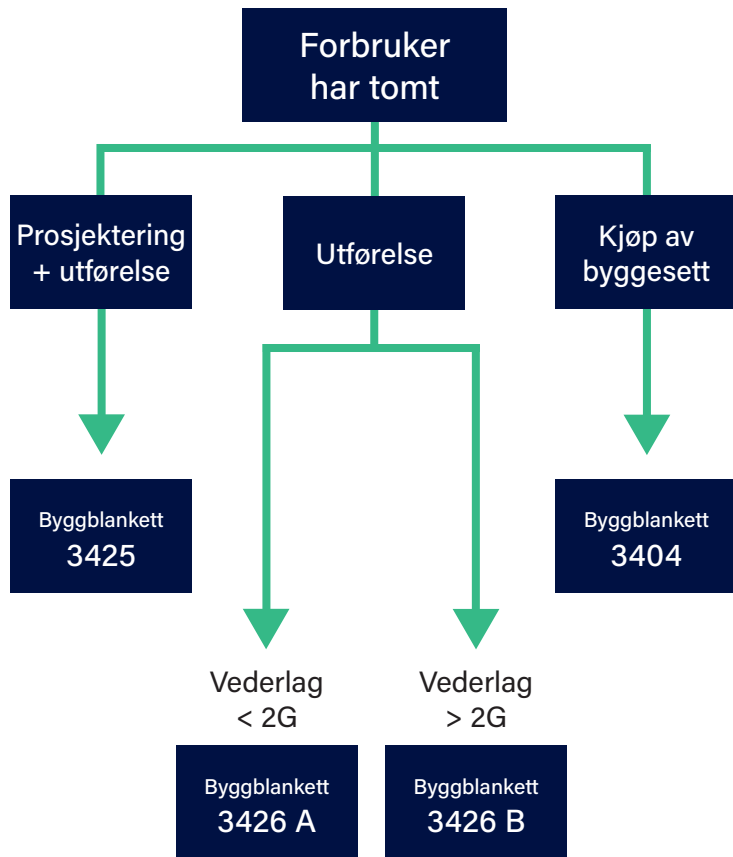 Forbruker
har tomt
Prosjektering
+ utførelse
Utførelse
Kjøp av
byggesett
Byggblankett
3425
Byggblankett
3404
Vederlag
< 2G
Vederlag
> 2G
Byggblankett
3426 A
Byggblankett
3426 B